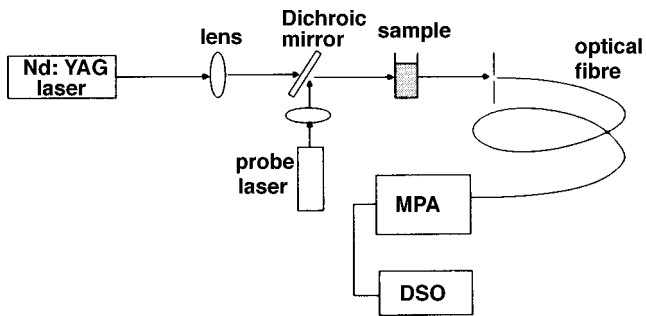 Dichroic
mirror
lens
sample
optical
fibre
Nd: YAG
laser
probe
laser
MPA
DSO